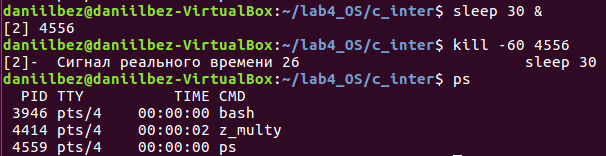 daniilbez@daniilbez-VirtualBox:~/lab4_OS/c_inter$ sleep 30 &
[2] 4556
daniilbez@daniilbez-VirtualBox:~/lab4_OS/c_inter$ kill -60 4556
[2]-  Сигнал реального времени 26                         sleep 30
daniilbez@daniilbez-VirtualBox:~/lab4_OS/c_inter$ ps
  PID TTY          TIME CMD
 3946 pts/4    00:00:00 bash
 4414 pts/4    00:00:02 z_multy
 4559 pts/4    00:00:00 ps